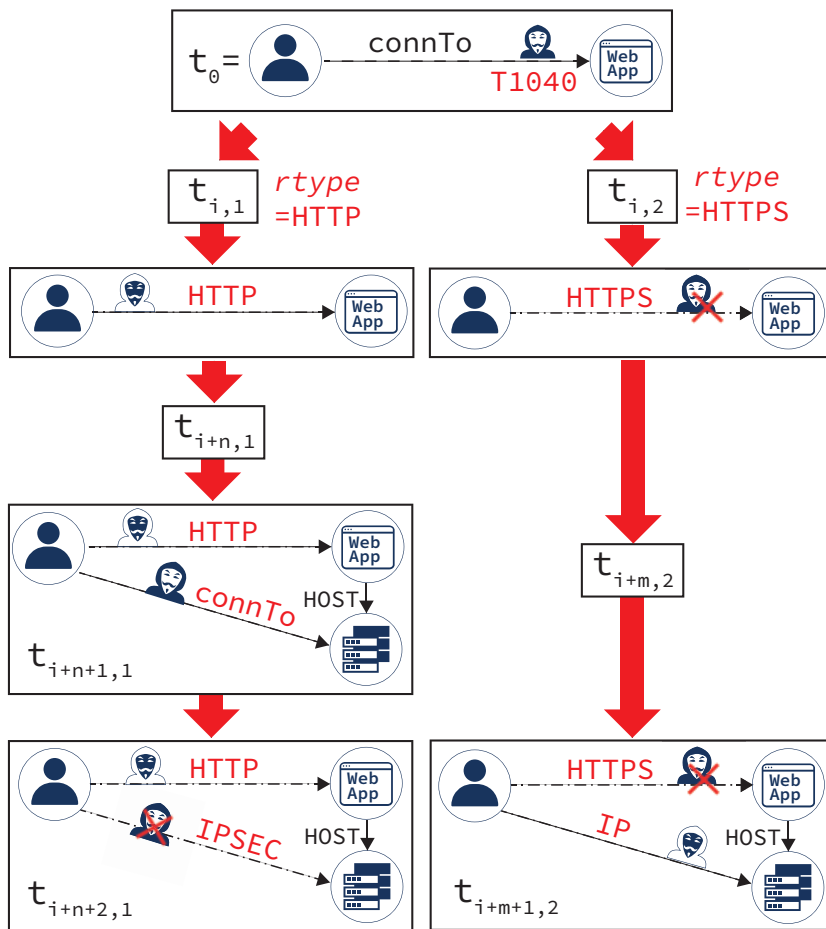 t0=
connTo
T1040
Web
App
ti,1
rtype
=HTTP
ti,2
rtype
=HTTPS
HTTP
Web
App
HTTPS
Web
App
ti+n,1
HTTP
Web
App
connTo
HOST
ti+n+1,1
ti+m,2
HTTP
Web
App
IPSEC
HOST
ti+n+2,1
HTTPS
Web
App
IP
HOST
ti+m+1,2